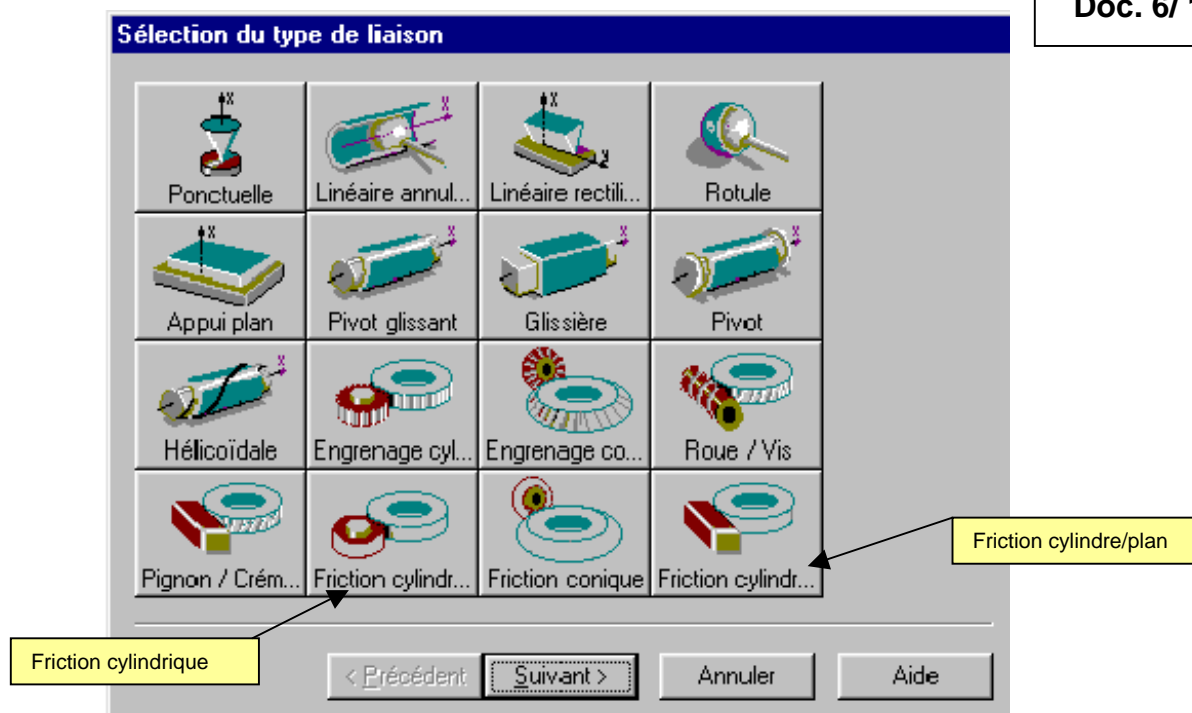 Doc. 6/
Sélection du type de liaison
X
X
X
Ponctuelle
Linéaire annul...
Linéaire rectili...
Rotule
X
X
X
X
Appui plan
Pivot glissant
Glissière
Pivot
X
Hélicoïdale
Engrenage cyl...
Engrenage co...
Roue / Vis
Pignon / Crém...
Friction cylindr...
Friction conique
Friction cylindr...
Friction cylindre/plan
Friction cylindrique
< Précédent
Suivant >
Annuler
Aide